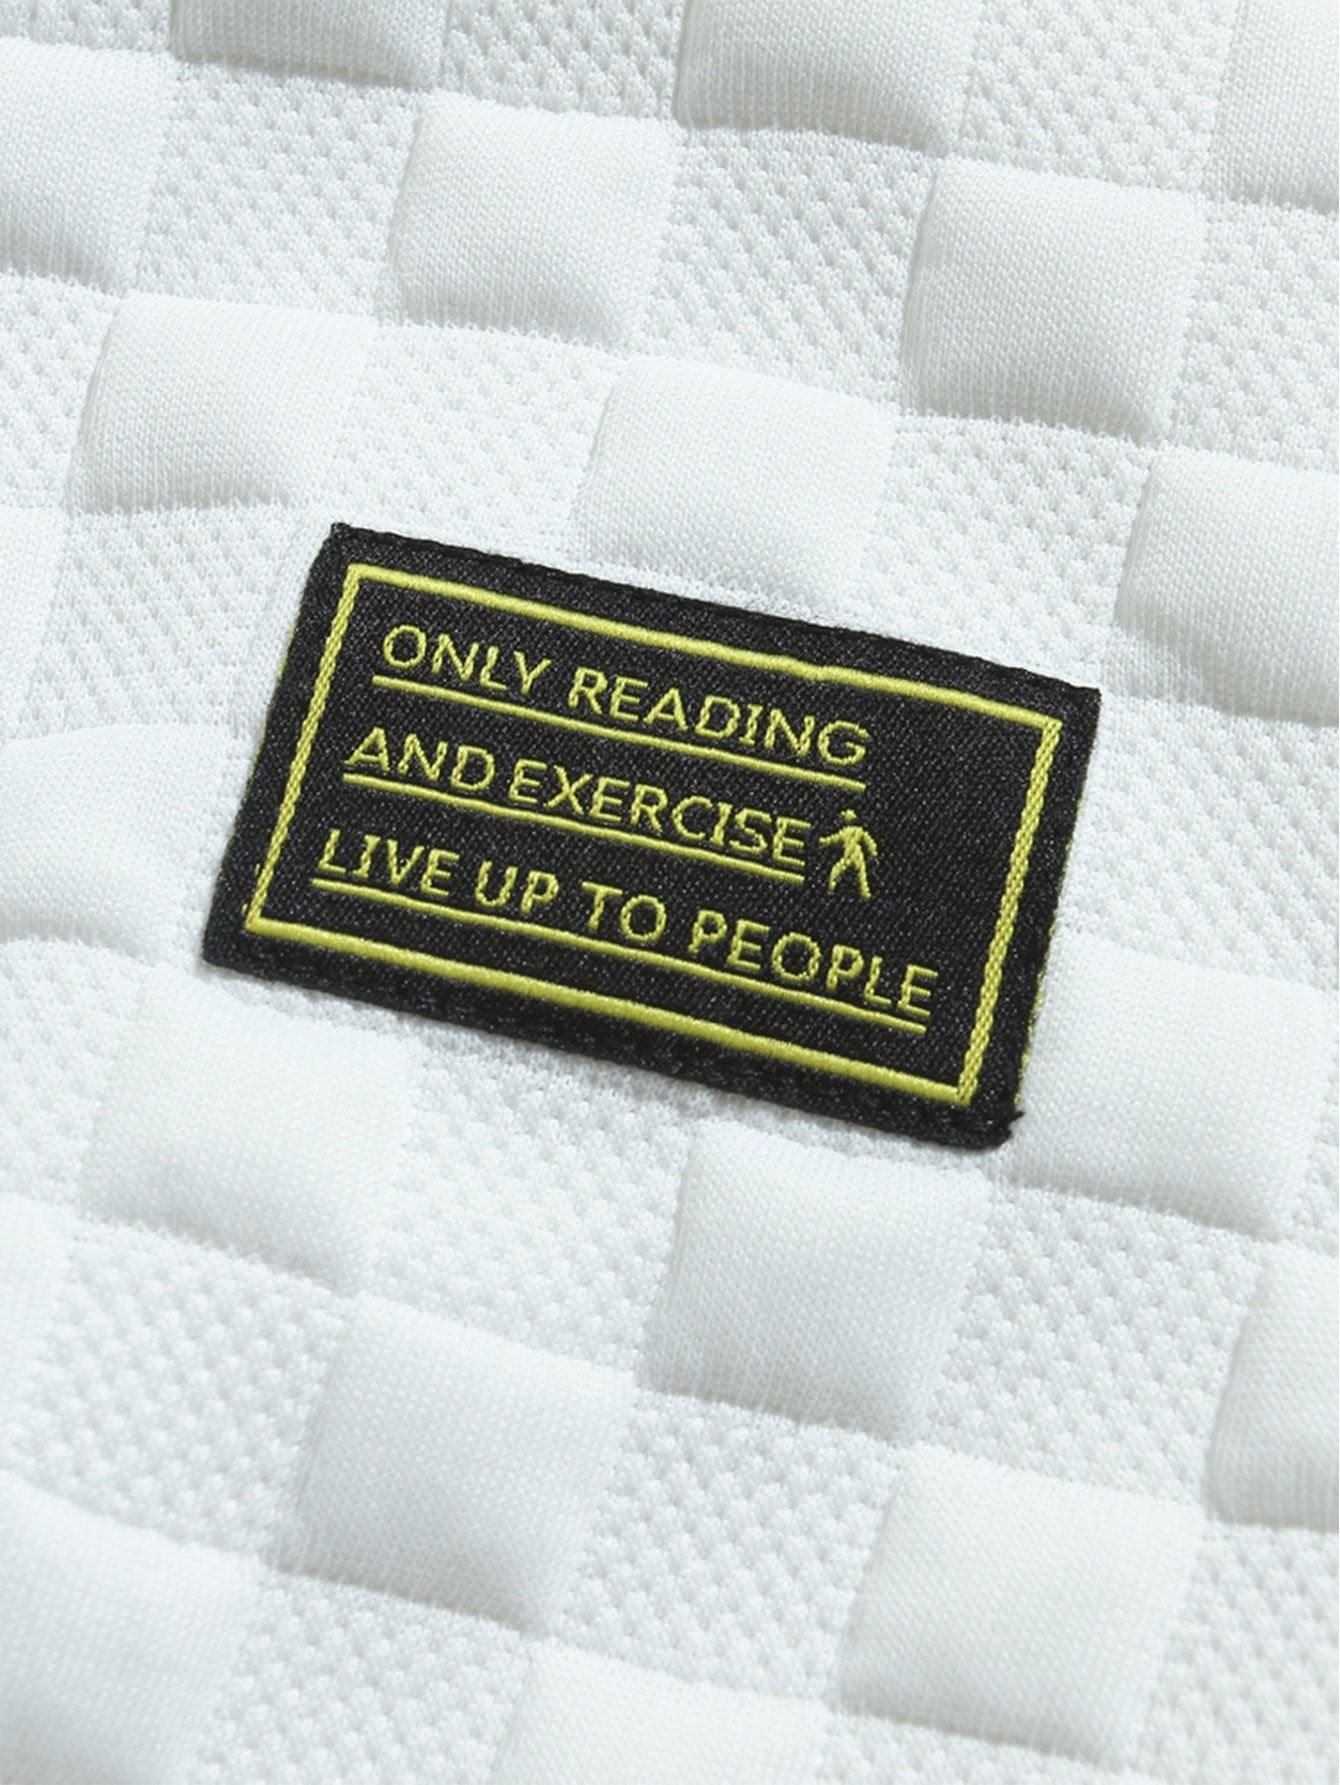 ONLY READING
AND EXERCISE
LIVE UP TO PEOPLE